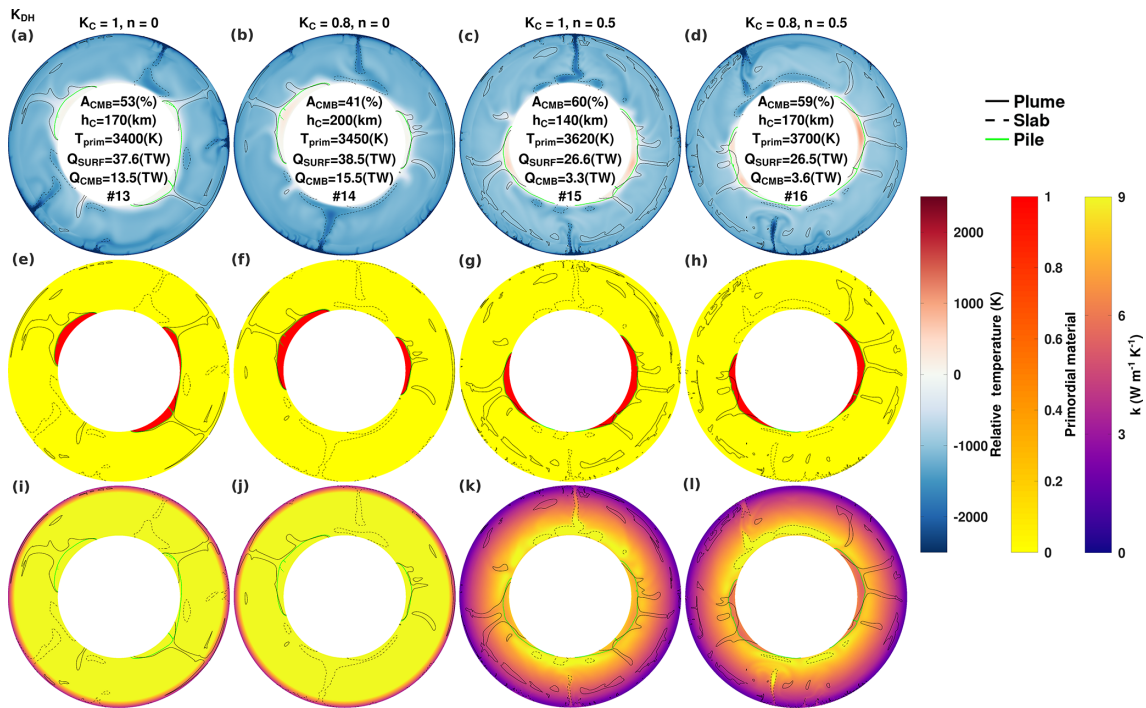 K_DH
K_C = 1, n = 0
K_C = 0.8, n = 0
K_C = 1, n = 0.5
K_C = 0.8, n = 0.5
(a)
(b)
(c)
(d)
A_CMB=53(%)
h_C=170(km)
T_prim=3400(K)
Q_SURF=37.6(TW)
Q_CMB=13.5(TW)
#13
A_CMB=41(%)
h_C=200(km)
T_prim=3450(K)
Q_SURF=38.5(TW)
Q_CMB=15.5(TW)
#14
A_CMB=60(%)
h_C=140(km)
T_prim=3620(K)
Q_SURF=26.6(TW)
Q_CMB=3.3(TW)
#15
A_CMB=59(%)
h_C=170(km)
T_prim=3700(K)
Q_SURF=26.5(TW)
Q_CMB=3.6(TW)
#16
Plume
Slab
Pile
(e)
(f)
(g)
(h)
(i)
(j)
(k)
(l)
2000
1000
0
-1000
-2000
Relative temperature (K)
1
0.8
0.6
0.4
0.2
0
Primordial material
9
6
3
0
k (W m⁻¹ K⁻¹)